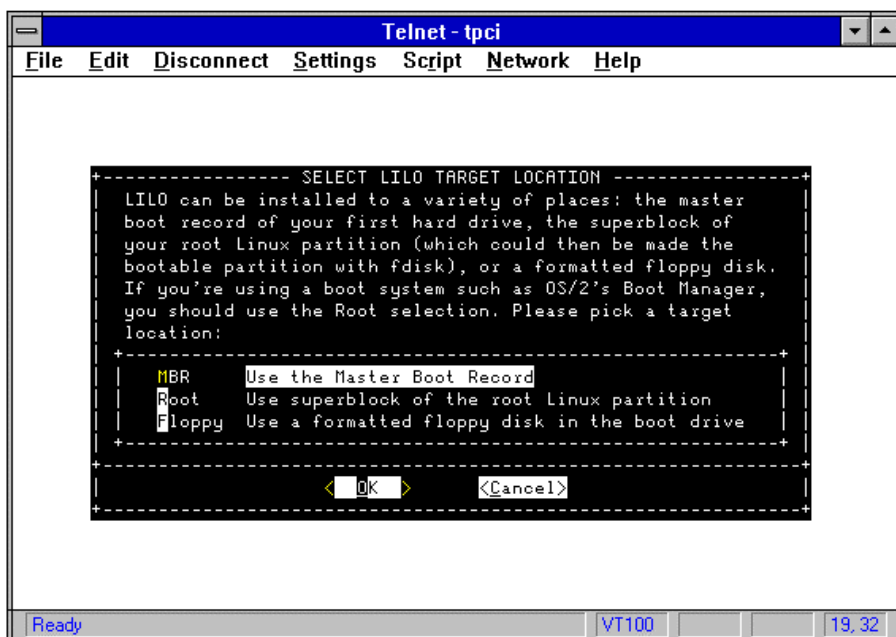 Telnet - tpci
File Edit Disconnect Settings Script Network Help
SELECT LILO TARGET LOCATION
LILO can be installed to a variety of places: the master
boot record of your first hard drive, the superblock of
your root Linux partition (which could then be made the
bootable partition with fdisk), or a formatted floppy disk.
If you're using a boot system such as OS/2's Boot Manager,
you should use the Root selection. Please pick a target
location:
MBR Use the Master Boot Record
Root Use superblock of the root Linux partition
Floppy Use a formatted floppy disk in the boot drive
< OK > <Cancel>
Ready VT100 19, 32